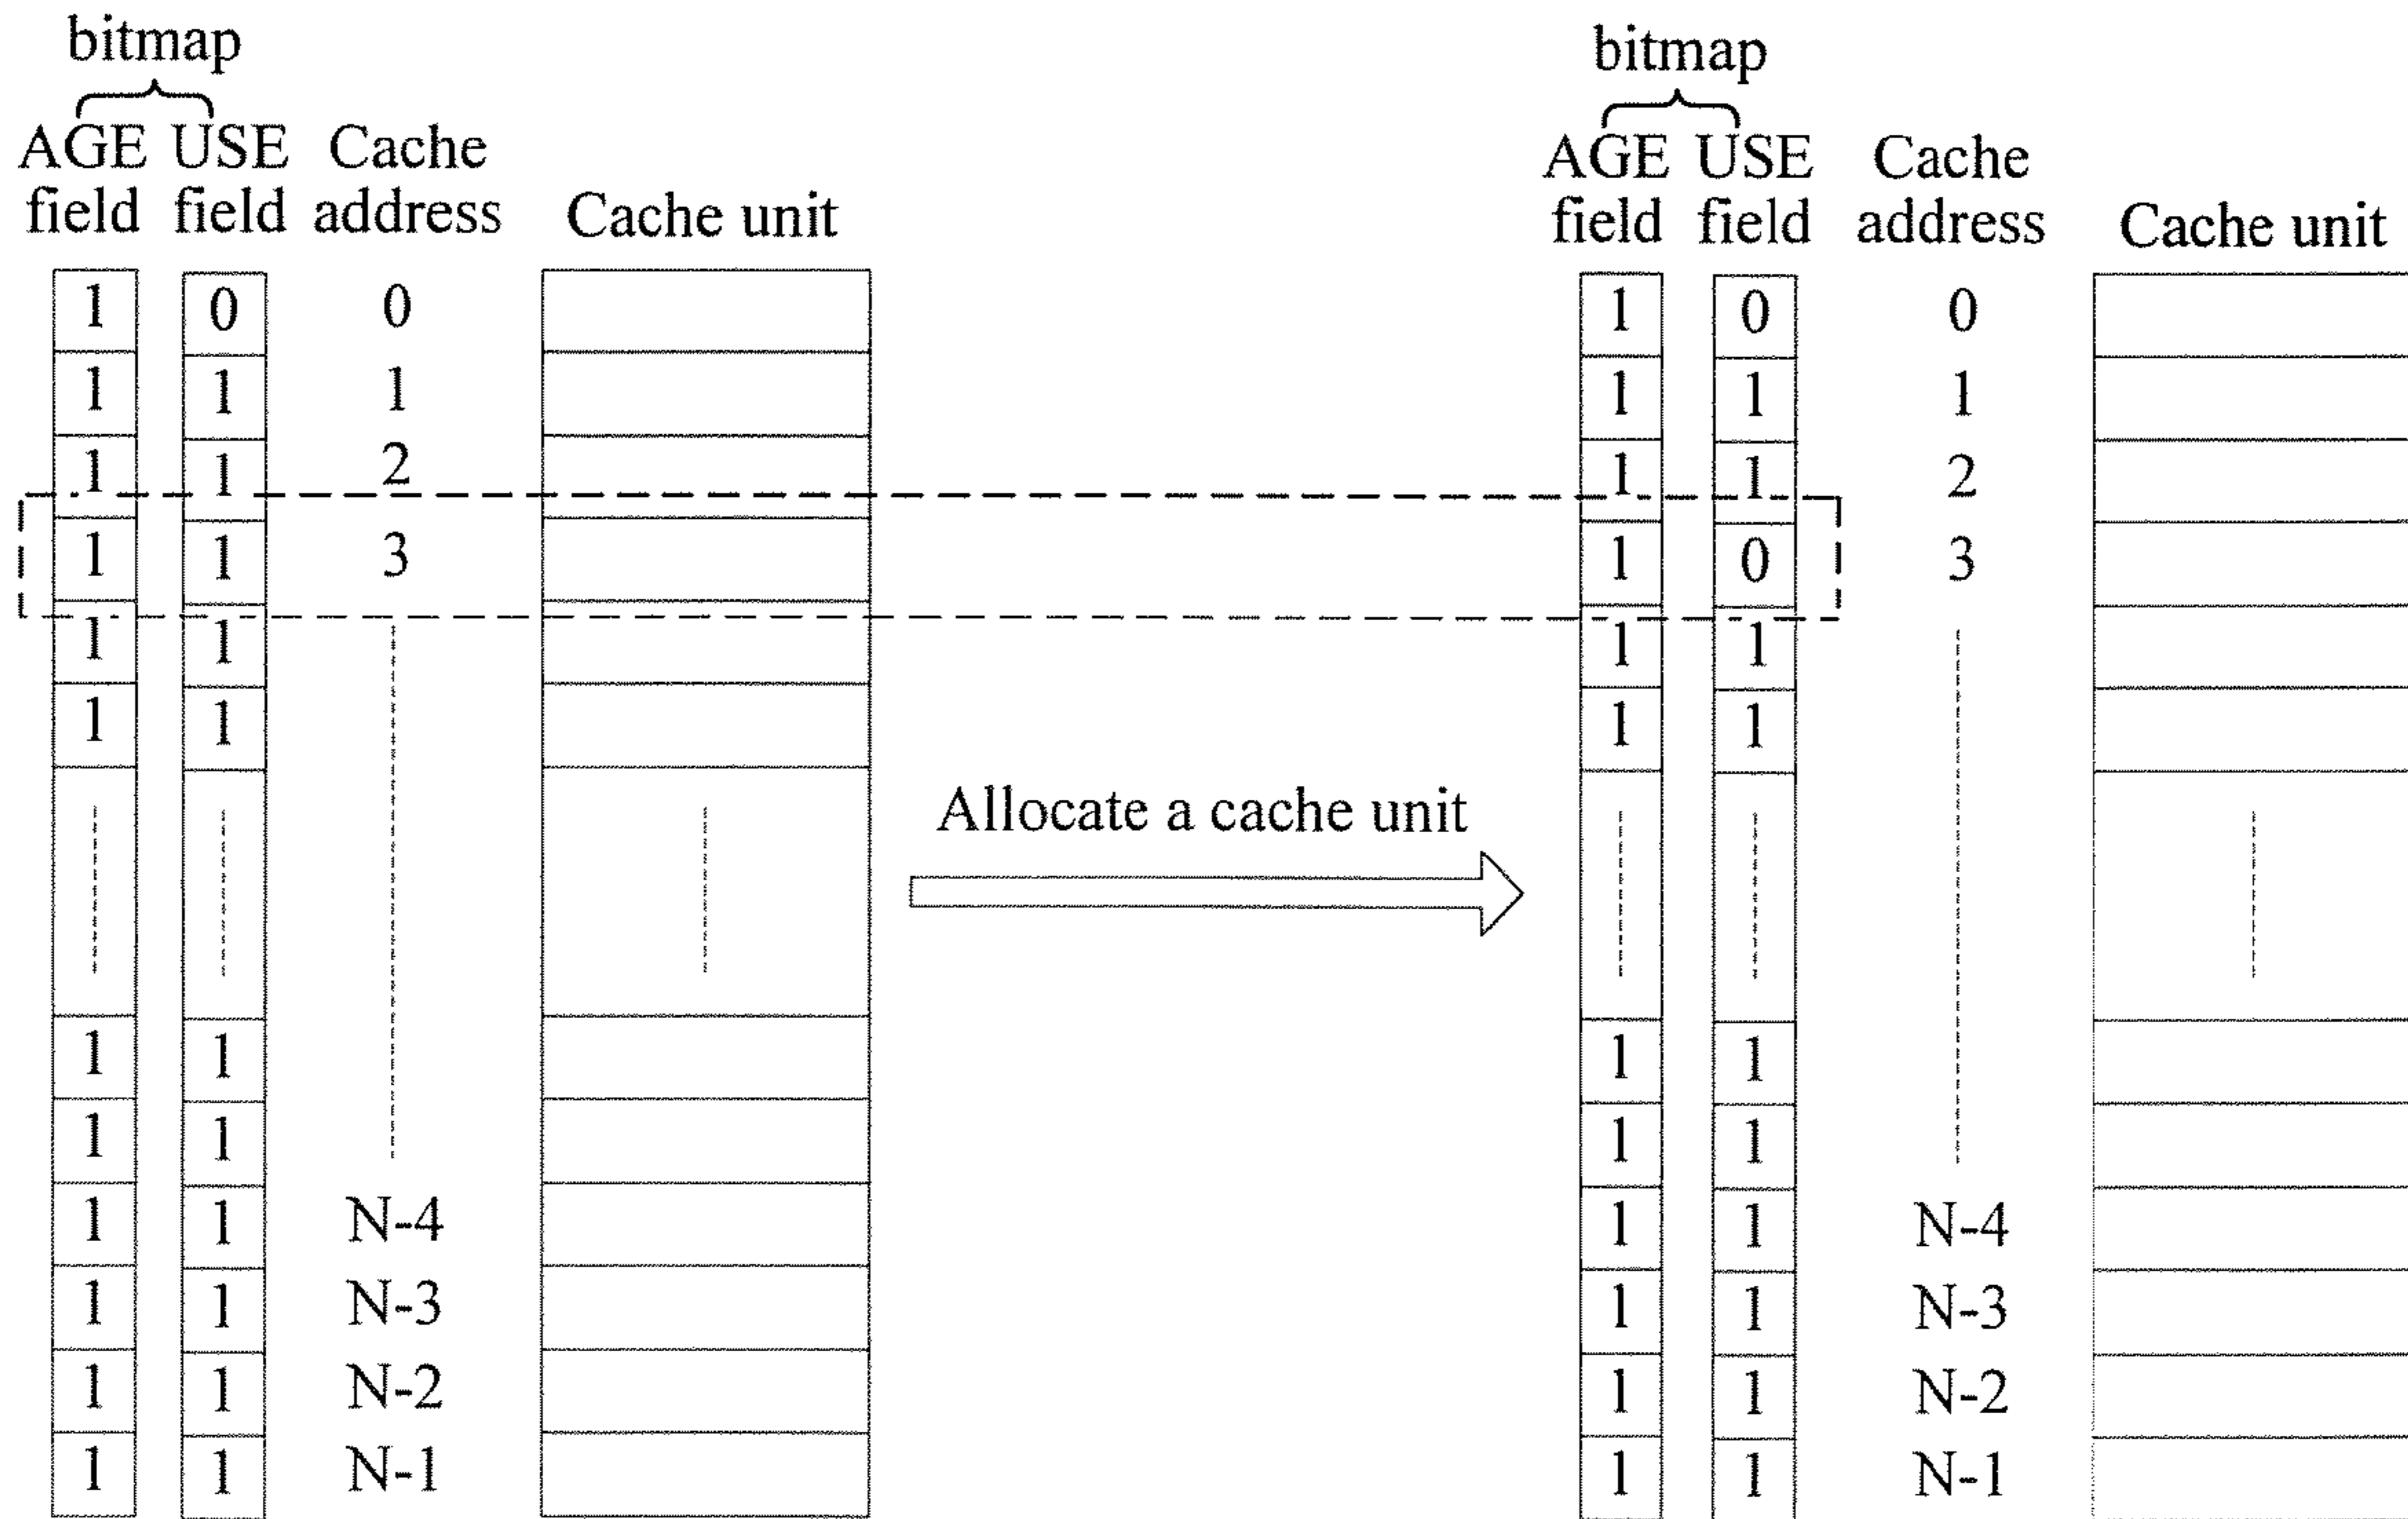 bitmap
AGE USE Cache
field field address Cache unit
1 0 0
1 1 1
1 1 2
1 1 3
1 1
1 1
1 1
1 1
1 1 N-4
1 1 N-3
1 1 N-2
1 1 N-1
Allocate a cache unit
bitmap
AGE USE Cache
field field address Cache unit
1 0 0
1 1 1
1 1 2
1 0 3
1 1
1 1
1 1
1 1
1 1 N-4
1 1 N-3
1 1 N-2
1 1 N-1